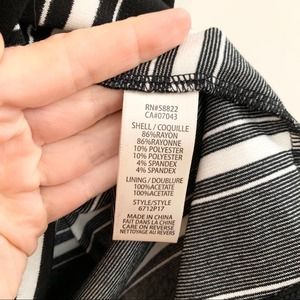 RN#58822
CA#07043
SHELL / COQUILLE
86%RAYON
86%RAYONNE
10% POLYESTER
10% POLYESTER
4% SPANDEX
4% SPANDEX
LINING / DOUBLURE
100%ACETATE
100%ACETATE
STYLE/STYLE
6712P17
MADE IN CHINA
FAIT DANS LA CHINE
CARE ON REVERSE
NETTOYAGE AU REVERS